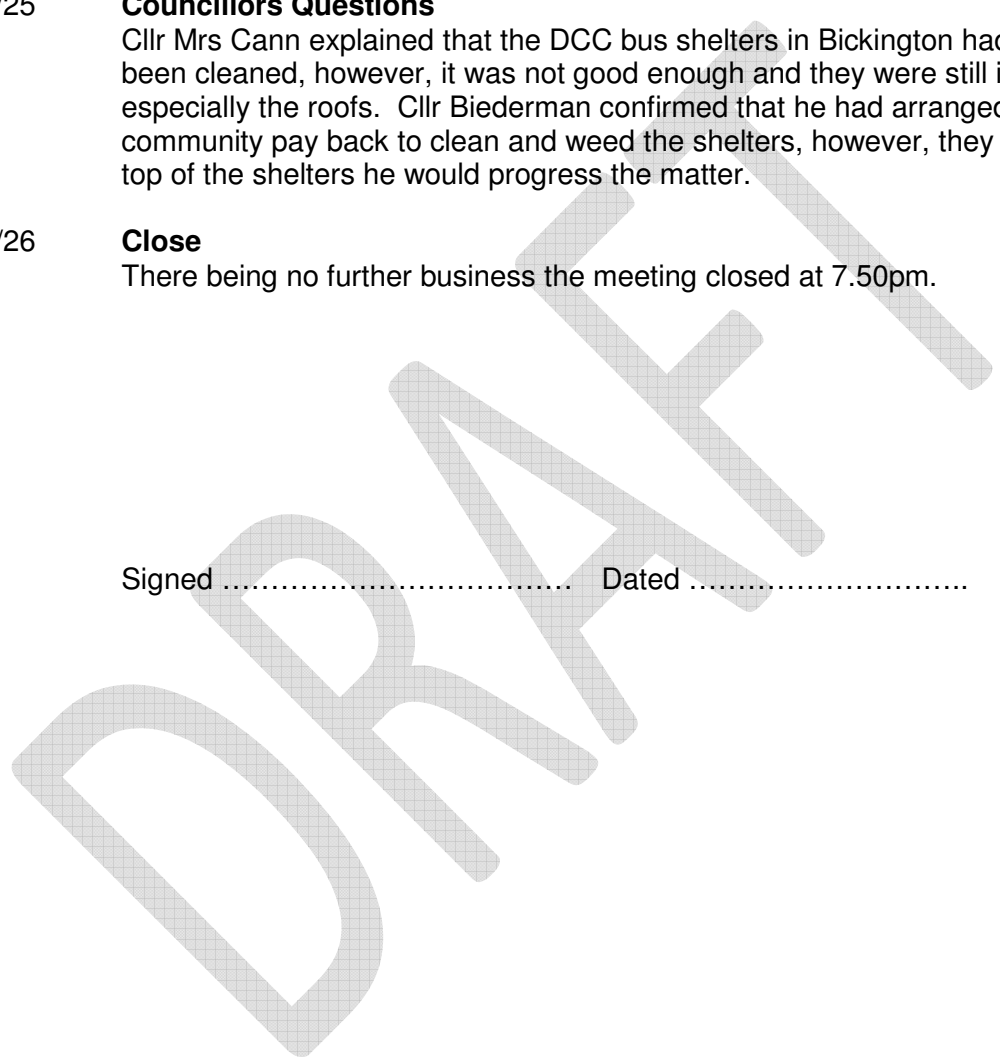 /25 Councillors Questions
Cllr Mrs Cann explained that the DCC bus shelters in Bickington had
been cleaned, however, it was not good enough and they were still
especially the roofs. Cllr Biederman confirmed that he had arranged
community pay back to clean and weed the shelters, however, they
top of the shelters he would progress the matter.
/26 Close
There being no further business the meeting closed at 7.50pm.
Signed ………………………………. Dated ………………………..
DRAFT